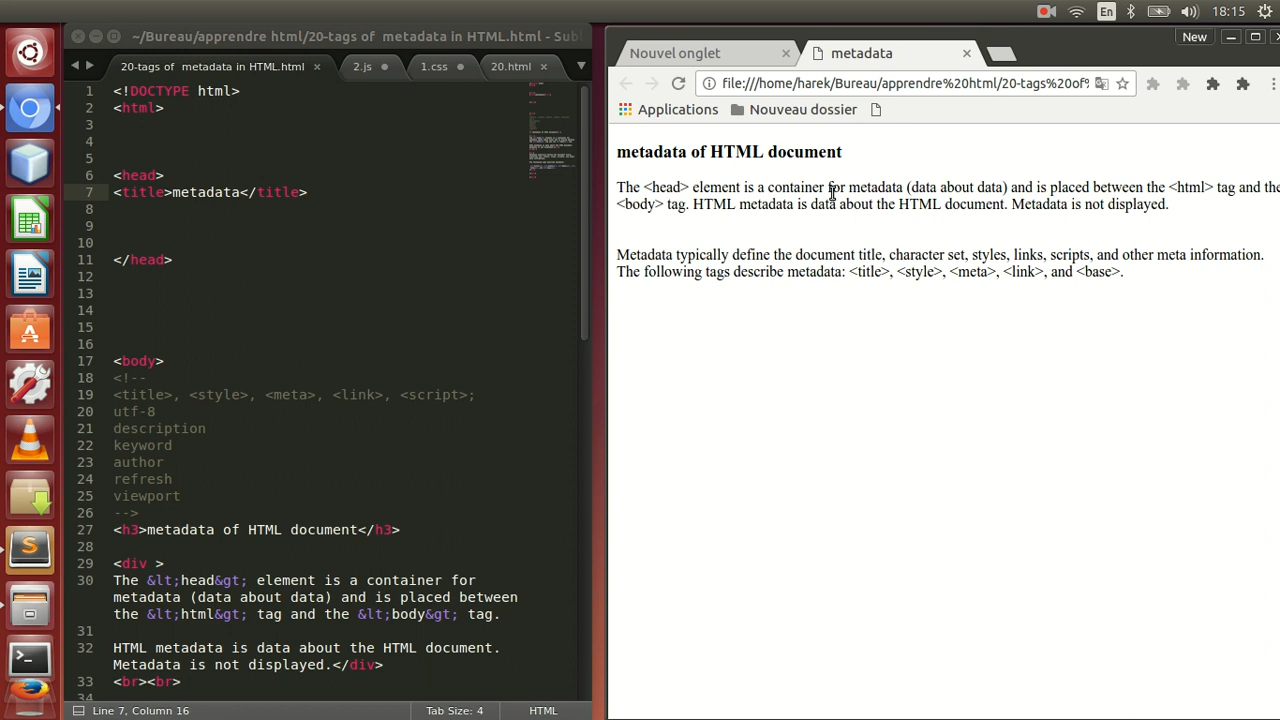 En
18:15
~/Bureau/apprendre html/20-tags of  metadata in HTML.html - Subl
New
20-tags of  metadata in HTML.html
2.js
1.css
20.html
Nouvel onglet
metadata
file:///home/harek/Bureau/apprendre%20html/20-tags%20of%
Applications
Nouveau dossier
1 <!DOCTYPE html>
2 <html>
3
4
5
6 <head>
7 <title>metadata</title>
8
9
10
11 </head>
12
13
14
15
16
17 <body>
18 <!--
19 <title>, <style>, <meta>, <link>, <script>;
20 utf-8
21 description
22 keyword
23 author
24 refresh
25 viewport
26 -->
27 <h3>metadata of HTML document</h3>
28
29 <div >
30 The &lt;head&gt; element is a container for
metadata (data about data) and is placed between
the &lt;html&gt; tag and the &lt;body&gt; tag.
31
32 HTML metadata is data about the HTML document.
Metadata is not displayed.</div>
33 <br><br>
34
Line 7, Column 16
Tab Size: 4
HTML
metadata of HTML document
The <head> element is a container for metadata (data about data) and is placed between the <html> tag and the
<body> tag. HTML metadata is data about the HTML document. Metadata is not displayed.
Metadata typically define the document title, character set, styles, links, scripts, and other meta information.
The following tags describe metadata: <title>, <style>, <meta>, <link>, and <base>.